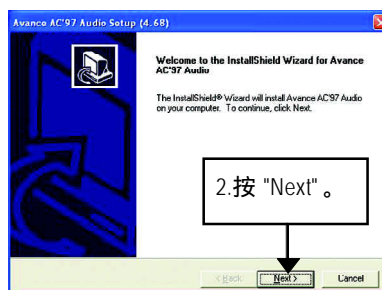 Avance AC'97 Audio Setup (4.68)
Welcome to the InstallShield Wizard for Avance
AC'97 Audio
The InstallShield® Wizard will install Avance AC'97 Audio
on your computer. To continue, click Next.
2.按 "Next"。
< Back
Next >
Cancel